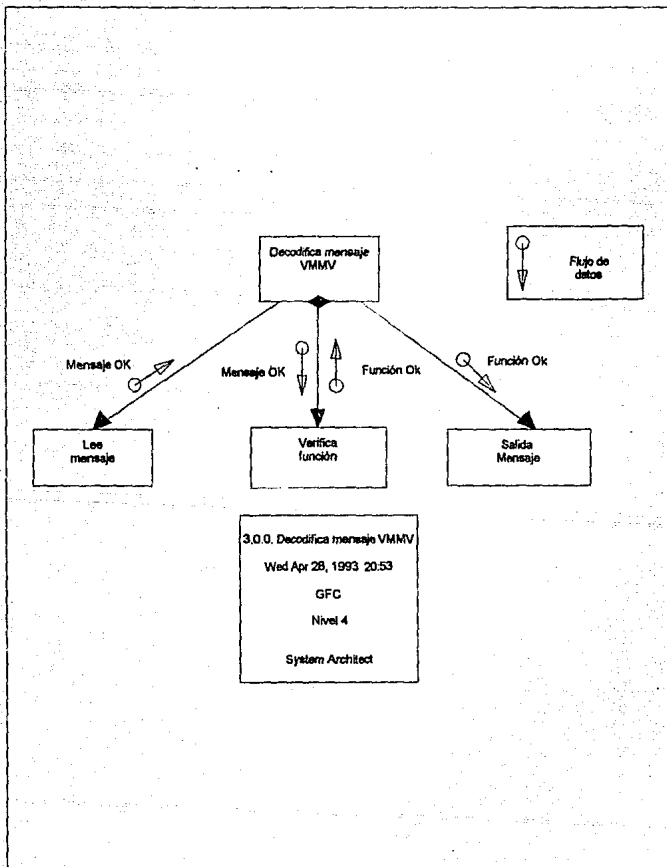 Decodifica mensaje
VMMV
Flujo de
datos
Mensaje OK
Mensaje OK
Función Ok
Función Ok
Lee
mensaje
Verifica
función
Salida
Mensaje
3.0.0. Decodifica mensaje VMMV
Wed Apr 28, 1993 20:53
GFC
Nivel 4
System Architect